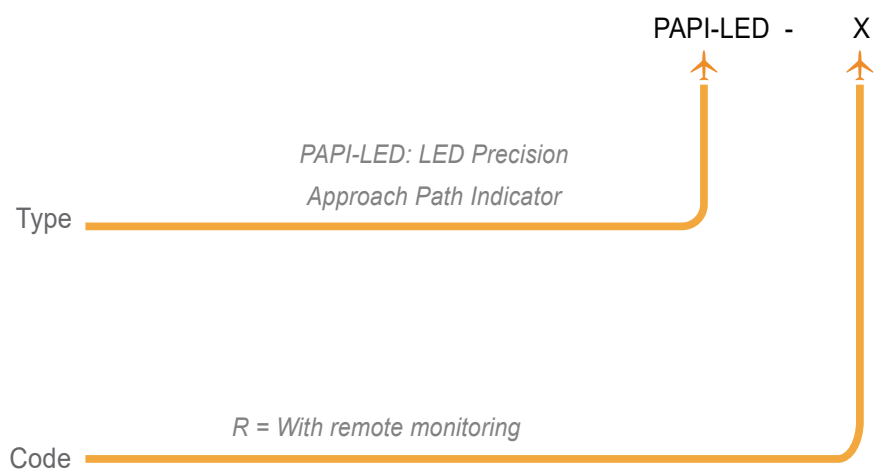 PAPI-LED - X
PAPI-LED: LED Precision
Approach Path Indicator
Type
R = With remote monitoring
Code